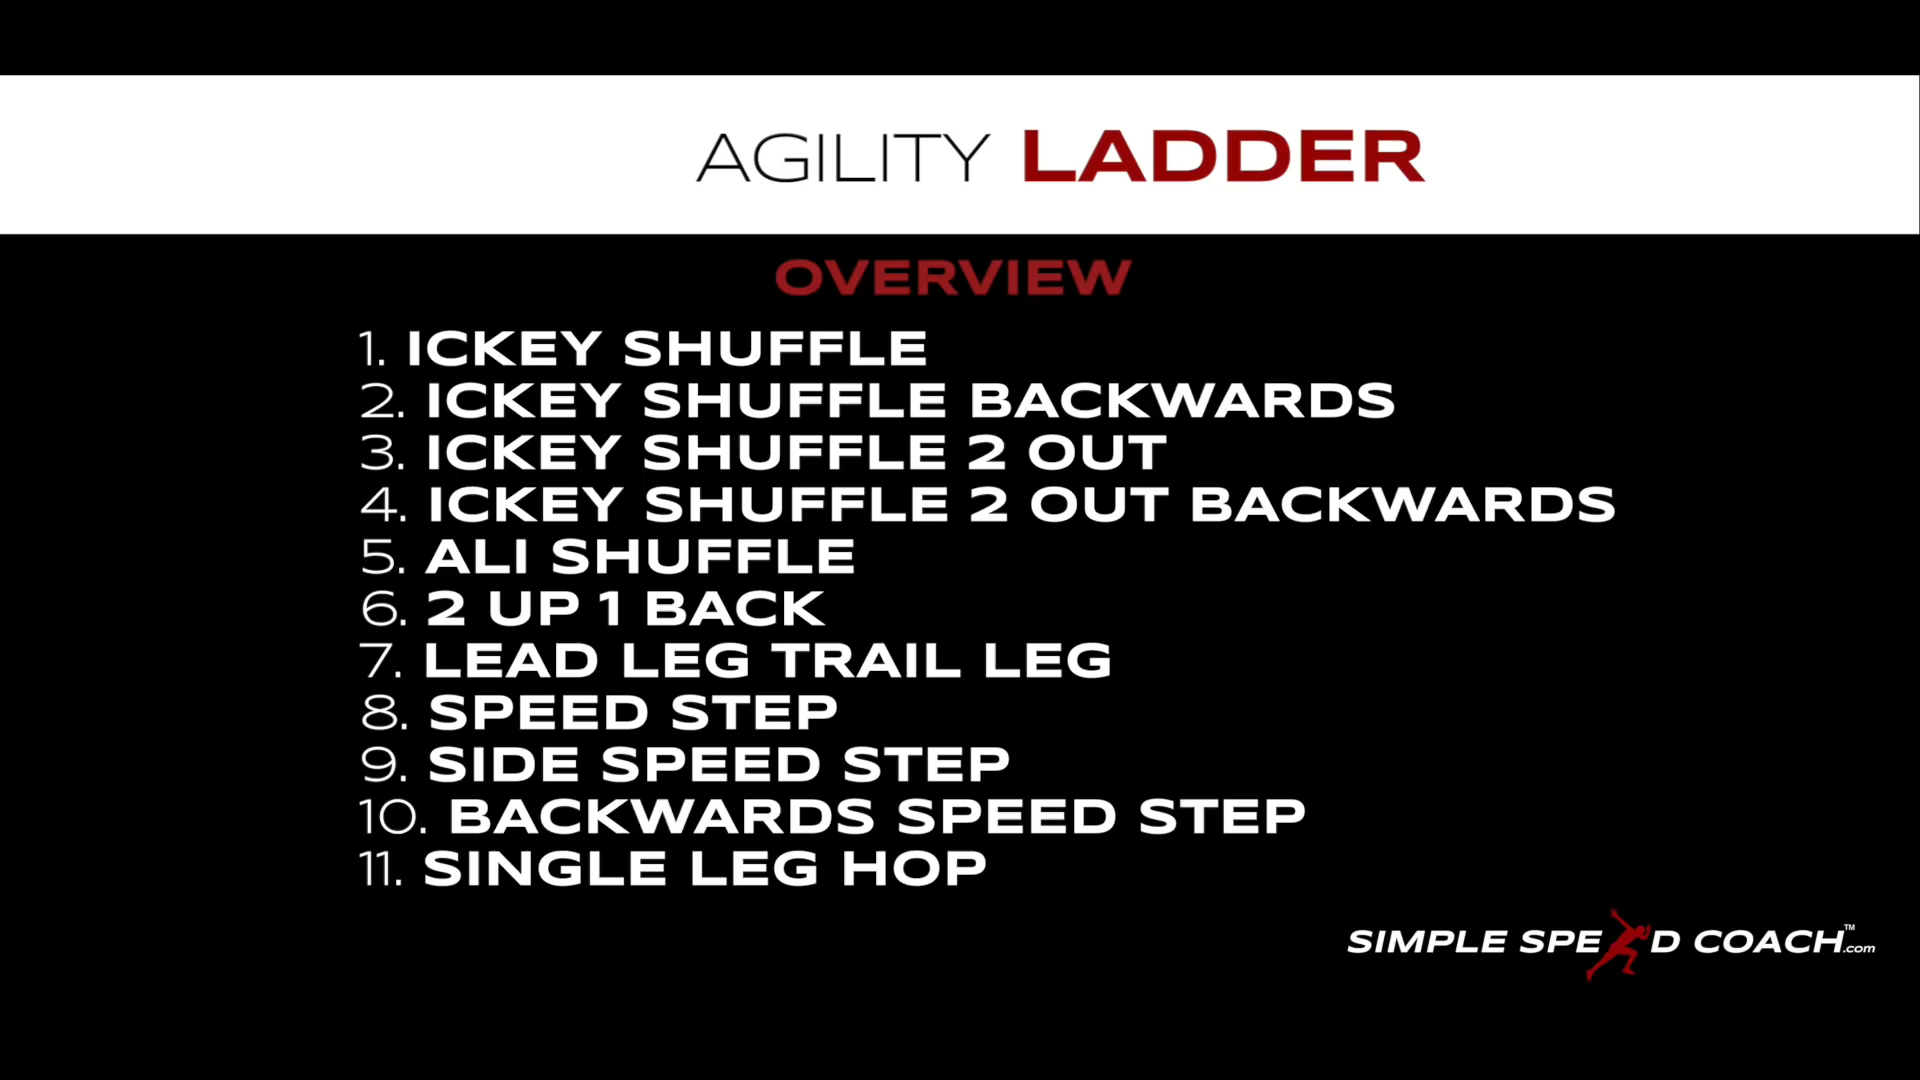 AGILITY LADDER
OVERVIEW
1. ICKEY SHUFFLE
2. ICKEY SHUFFLE BACKWARDS
3. ICKEY SHUFFLE 2 OUT
4. ICKEY SHUFFLE 2 OUT BACKWARDS
5. ALI SHUFFLE
6. 2 UP 1 BACK
7. LEAD LEG TRAIL LEG
8. SPEED STEP
9. SIDE SPEED STEP
10. BACKWARDS SPEED STEP
11. SINGLE LEG HOP
SIMPLE SPEED COACH™.com